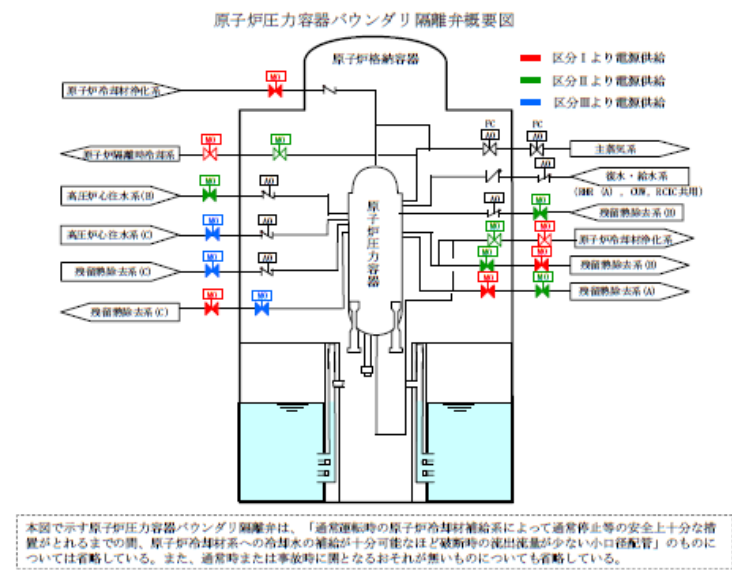 原子炉圧力容器バウンダリ隔離弁概要図
原子炉格納容器
区分Ⅰより電源供給
区分Ⅱより電源供給
区分Ⅲより電源供給
MO
原子炉冷却材浄化系
FC
FC
MO
MO
AO
AO
原子炉隔離時冷却系
主蒸気系
MO
AO
AO
高圧炉心注水系(B)
復水・給水系
(RHR (A) 、CUW、RCIC共用)
AO
MO
残留熱除去系(B)
MO
AO
高圧炉心注水系(C)
原子炉圧力容器
MO
MO
原子炉冷却材浄化系
MO
AO
残留熱除去系(C)
MO
MO
残留熱除去系(B)
MO
MO
残留熱除去系(C)
MO
MO
残留熱除去系(A)
本図で示す原子炉圧力容器バウンダリ隔離弁は、「通常運転時の原子炉冷却材補給系によって通常停止等の安全上十分な措
置がとれるまでの間、原子炉冷却材系への冷却水の補給が十分可能なほど破断時の流出流量が少ない小口径配管」のものに
ついては省略している。また、通常時または事故時に開となるおそれが無いものについても省略している。